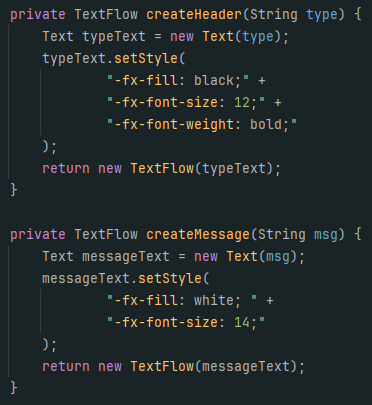 private TextFlow createHeader(String type) {
    Text typeText = new Text(type);
    typeText.setStyle(
            "-fx-fill: black;" +
            "-fx-font-size: 12;" +
            "-fx-font-weight: bold;"
    );
    return new TextFlow(typeText);
}

private TextFlow createMessage(String msg) {
    Text messageText = new Text(msg);
    messageText.setStyle(
            "-fx-fill: white; " +
            "-fx-font-size: 14;"
    );
    return new TextFlow(messageText);
}